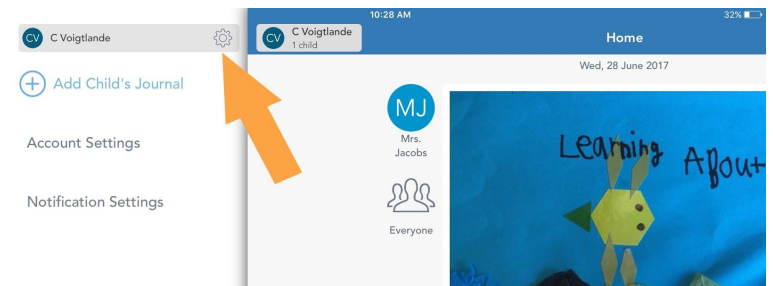 CV C Voigtlande
Add Child's Journal
Account Settings
Notification Settings
10:28 AM
32%
CV C Voigtlande
1 child
Home
Wed, 28 June 2017
MJ
Mrs.
Jacobs
Everyone
Learning About